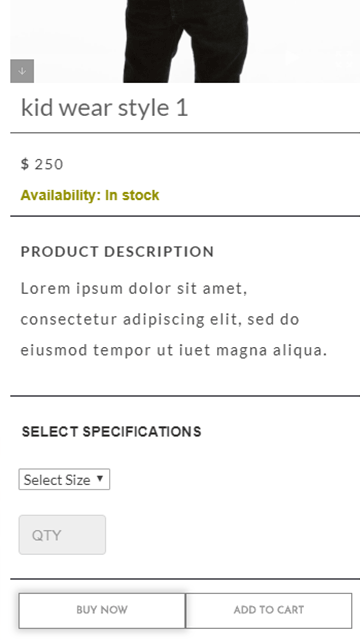 kid wear style 1
$ 250
Availability: In stock
PRODUCT DESCRIPTION
Lorem ipsum dolor sit amet,
consectetur adipiscing elit, sed do
eiusmod tempor ut iuet magna aliqua.
SELECT SPECIFICATIONS
Select Size
QTY
BUY NOW ADD TO CART